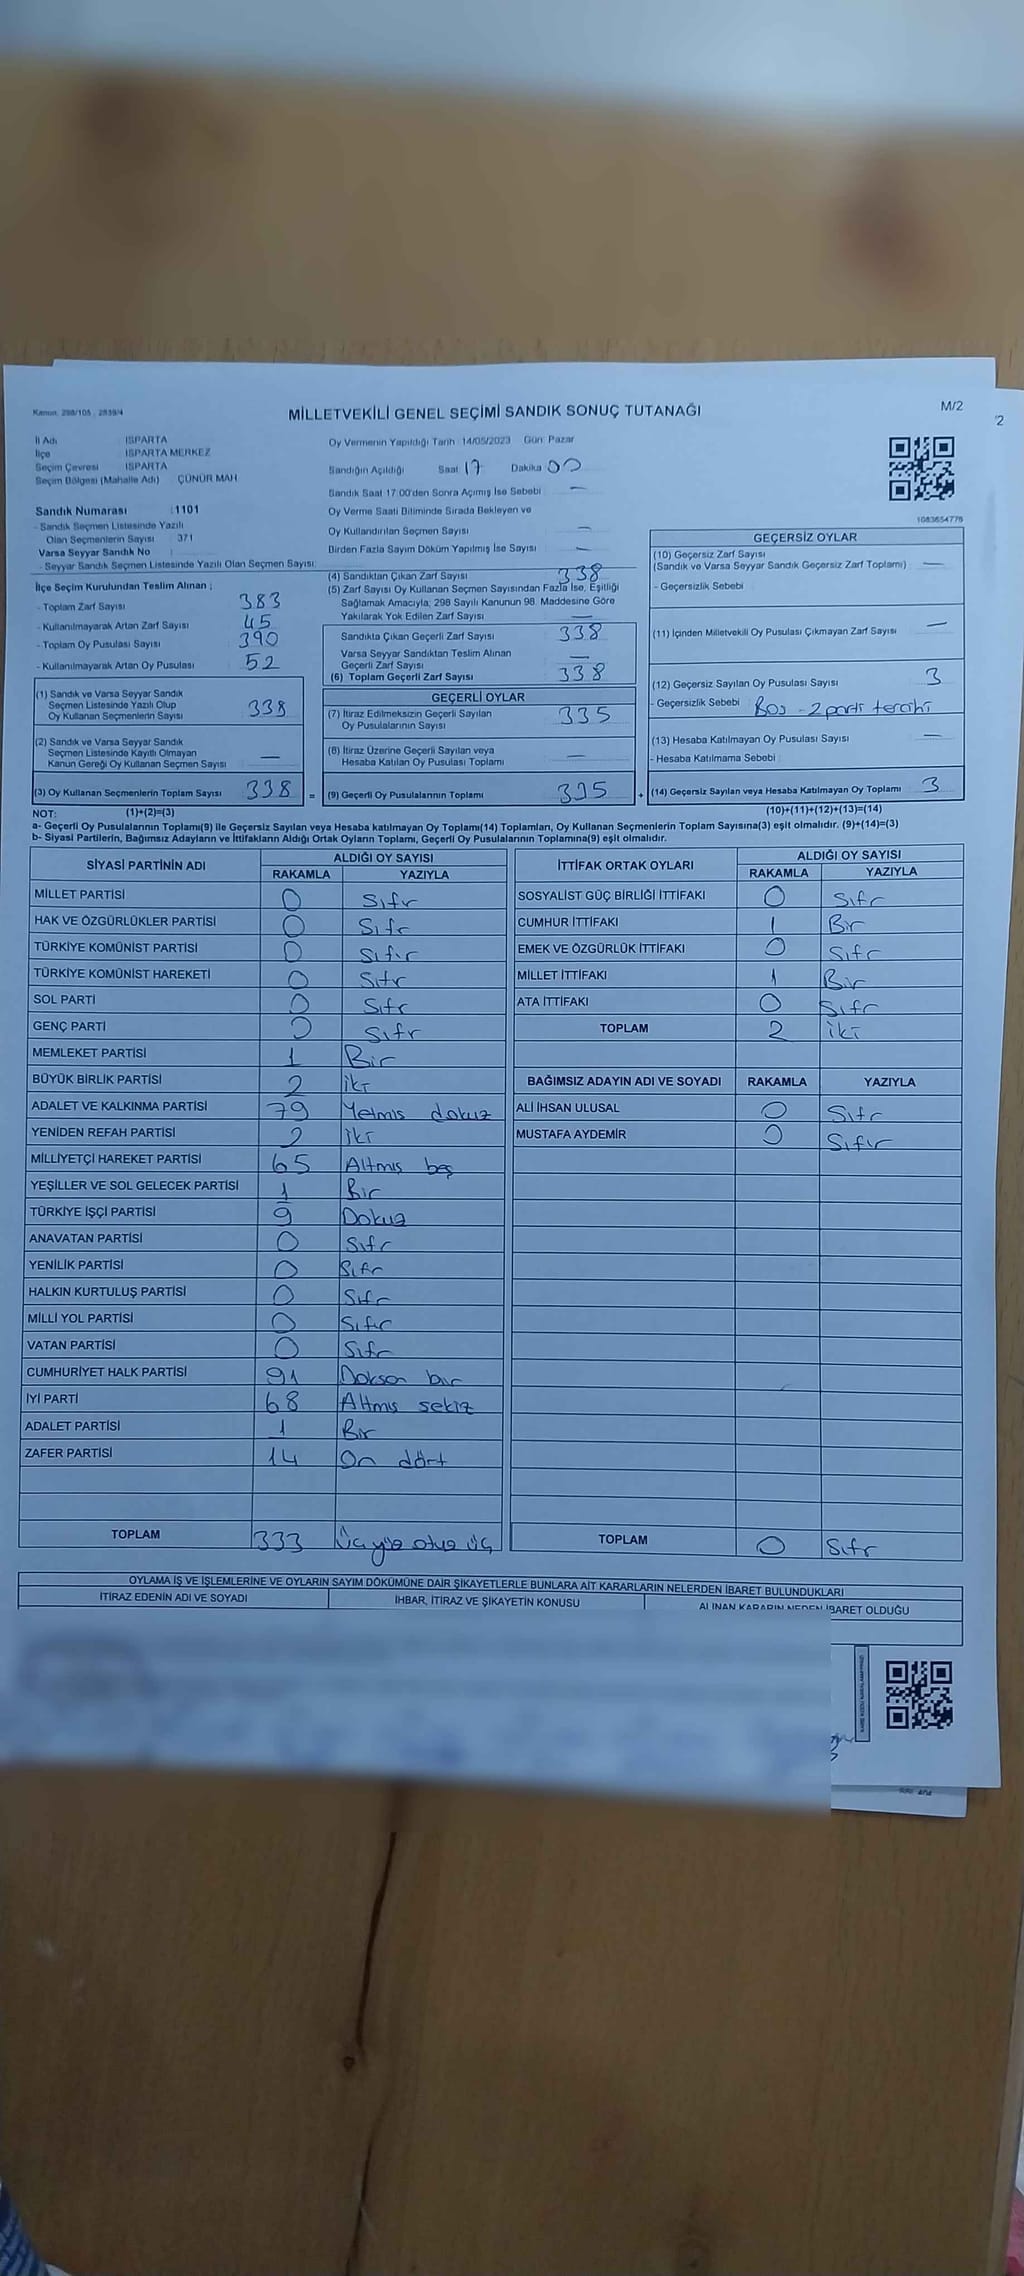 Kanun: 298/105 , 2839/4
MİLLETVEKİLİ GENEL SEÇİMİ SANDIK SONUÇ TUTANAĞI
M/2
'2
İl Adı ISPARTA
İlçe ISPARTA MERKEZ
Seçim Çevresi ISPARTA
Seçim Bölgesi (Mahalle Adı) ÇÜNÜR MAH
Sandık Numarası :1101
- Sandık Seçmen Listesinde Yazılı
Olan Seçmenlerin Sayısı : 371
Varsa Seyyar Sandık No :
- Seyyar Sandık Seçmen Listesinde Yazılı Olan Seçmen Sayısı:
Oy Vermenin Yapıldığı Tarih :14/05/2023 Gün: Pazar
Sandığın Açıldığı Saat 17 Dakika 00
Sandık Saat 17:00'den Sonra Açılmış İse Sebebi : —
Oy Verme Saati Bitiminde Sırada Bekleyen ve
Oy Kullandırılan Seçmen Sayısı : —
Birden Fazla Sayım Döküm Yapılmış İse Sayısı : —
1083654776
İlçe Seçim Kurulundan Teslim Alınan ;
- Toplam Zarf Sayısı 383
- Kullanılmayarak Artan Zarf Sayısı 45
- Toplam Oy Pusulası Sayısı 390
- Kullanılmayarak Artan Oy Pusulası 52
(1) Sandık ve Varsa Seyyar Sandık
Seçmen Listesinde Yazılı Olup
Oy Kullanan Seçmenlerin Sayısı 338
(2) Sandık ve Varsa Seyyar Sandık
Seçmen Listesinde Kayıtlı Olmayan
Kanun Gereği Oy Kullanan Seçmen Sayısı —
(3) Oy Kullanan Seçmenlerin Toplam Sayısı 338 =
(4) Sandıktan Çıkan Zarf Sayısı 338
(5) Zarf Sayısı Oy Kullanan Seçmen Sayısından Fazla İse, Eşitliği
Sağlamak Amacıyla; 298 Sayılı Kanunun 98. Maddesine Göre
Yakılarak Yok Edilen Zarf Sayısı —
Sandıkta Çıkan Geçerli Zarf Sayısı 338
Varsa Seyyar Sandıktan Teslim Alınan
Geçerli Zarf Sayısı —
(6) Toplam Geçerli Zarf Sayısı 338
GEÇERLİ OYLAR
(7) İtiraz Edilmeksizin Geçerli Sayılan
Oy Pusulalarının Sayısı 335
(8) İtiraz Üzerine Geçerli Sayılan veya
Hesaba Katılan Oy Pusulası Toplamı —
(9) Geçerli Oy Pusulalarının Toplamı 335 +
GEÇERSİZ OYLAR
(10) Geçersiz Zarf Sayısı
(Sandık ve Varsa Seyyar Sandık Geçersiz Zarf Toplamı) —
- Geçersizlik Sebebi :
(11) İçinden Milletvekili Oy Pusulası Çıkmayan Zarf Sayısı —
(12) Geçersiz Sayılan Oy Pusulası Sayısı 3
- Geçersizlik Sebebi : Boş - 2 parti tercihi
(13) Hesaba Katılmayan Oy Pusulası Sayısı —
- Hesaba Katılmama Sebebi :
(14) Geçersiz Sayılan veya Hesaba Katılmayan Oy Toplamı 3
NOT: (1)+(2)=(3) (10)+(11)+(12)+(13)=(14)
a- Geçerli Oy Pusulalarının Toplamı(9) ile Geçersiz Sayılan veya Hesaba katılmayan Oy Toplamı(14) Toplamları, Oy Kullanan Seçmenlerin Toplam Sayısına(3) eşit olmalıdır. (9)+(14)=(3)
b- Siyasi Partilerin, Bağımsız Adayların ve İttifakların Aldığı Ortak Oyların Toplamı, Geçerli Oy Pusulalarının Toplamına(9) eşit olmalıdır.
SİYASİ PARTİNİN ADI ALDIĞI OY SAYISI
RAKAMLA YAZIYLA
MİLLET PARTİSİ 0 Sıfr
HAK VE ÖZGÜRLÜKLER PARTİSİ 0 Sıfr
TÜRKİYE KOMÜNİST PARTİSİ 0 Sıfır
TÜRKİYE KOMÜNİST HAREKETİ 0 Sıfr
SOL PARTİ 0 Sıfr
GENÇ PARTİ 0 Sıfr
MEMLEKET PARTİSİ 1 Bir
BÜYÜK BİRLİK PARTİSİ 2 iki
ADALET VE KALKINMA PARTİSİ 79 Yetmiş dokuz
YENİDEN REFAH PARTİSİ 2 iki
MİLLİYETÇİ HAREKET PARTİSİ 65 Altmış beş
YEŞİLLER VE SOL GELECEK PARTİSİ 1 Bir
TÜRKİYE İŞÇİ PARTİSİ 9 Dokuz
ANAVATAN PARTİSİ 0 Sıfr
YENİLİK PARTİSİ 0 Sıfr
HALKIN KURTULUŞ PARTİSİ 0 Sıfr
MİLLİ YOL PARTİSİ 0 Sıfır
VATAN PARTİSİ 0 Sıfr
CUMHURİYET HALK PARTİSİ 91 Doksan bir
İYİ PARTİ 68 Altmış sekiz
ADALET PARTİSİ 1 Bir
ZAFER PARTİSİ 14 On dört
TOPLAM 333 Üç yüz otuz üç
İTTİFAK ORTAK OYLARI ALDIĞI OY SAYISI
RAKAMLA YAZIYLA
SOSYALİST GÜÇ BİRLİĞİ İTTİFAKI 0 Sıfr
CUMHUR İTTİFAKI 1 Bir
EMEK VE ÖZGÜRLÜK İTTİFAKI 0 Sıfr
MİLLET İTTİFAKI 1 Bir
ATA İTTİFAKI 0 Sıfr
TOPLAM 2 iki
BAĞIMSIZ ADAYIN ADI VE SOYADI RAKAMLA YAZIYLA
ALİ İHSAN ULUSAL 0 Sıfr
MUSTAFA AYDEMİR 0 Sıfır
TOPLAM 0 Sıfr
OYLAMA İŞ VE İŞLEMLERİNE VE OYLARIN SAYIM DÖKÜMÜNE DAİR ŞİKAYETLERLE BUNLARA AİT KARARLARIN NELERDEN İBARET BULUNDUKLARI
İTİRAZ EDENİN ADI VE SOYADI İHBAR, İTİRAZ VE ŞİKAYETİN KONUSU ALINAN KARARIN NEDEN İBARET OLDUĞU